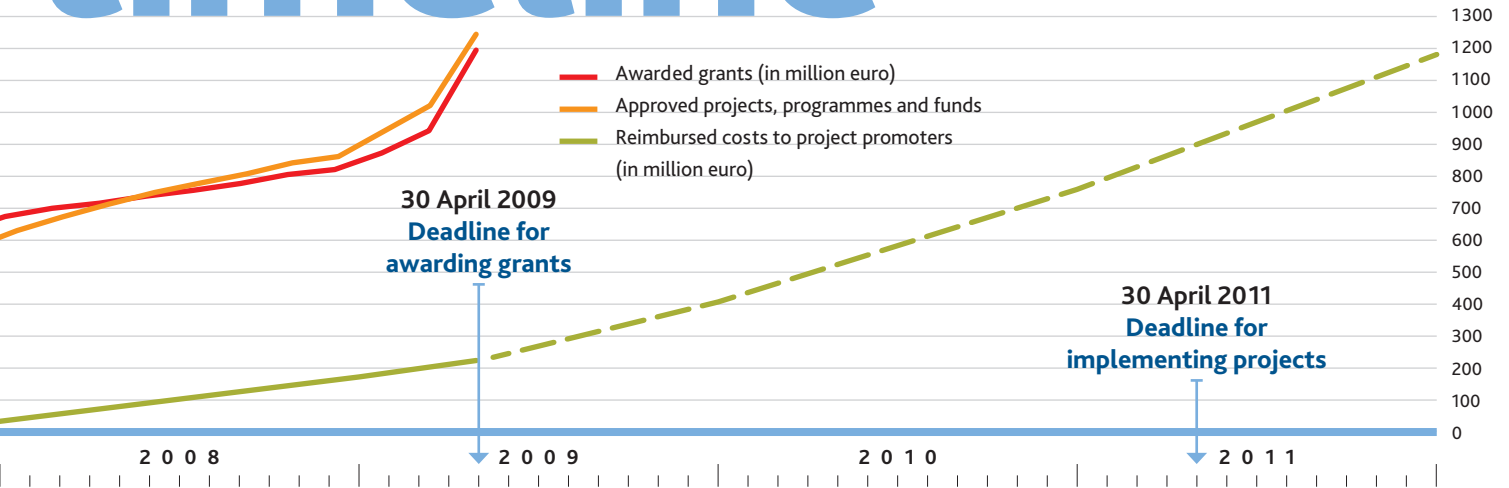 1300
1200
Awarded grants (in million euro)
1100
Approved projects, programmes and funds
1000
Reimbursed costs to project promoters
(in million euro)
900
800
30 April 2009
Deadline for
awarding grants
700
600
500
400
30 April 2011
Deadline for
implementing projects
300
200
100
0
2008
2009
2010
2011